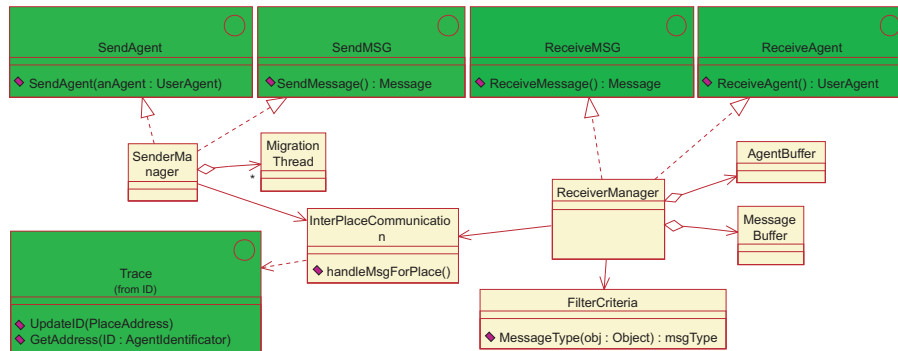 SendAgent
SendAgent(anAgent : UserAgent)
SendMSG
SendMessage() : Message
ReceiveMSG
ReceiveMessage() : Message
ReceiveAgent
ReceiveAgent() : UserAgent
SenderMa
nager
Migration
Thread
*
ReceiverManager
AgentBuffer
Message
Buffer
InterPlaceCommunicatio
n
handleMsgForPlace()
Trace
(from ID)
UpdateID(PlaceAddress)
GetAddress(ID : AgentIdentificator)
FilterCriteria
MessageType(obj : Object) : msgType